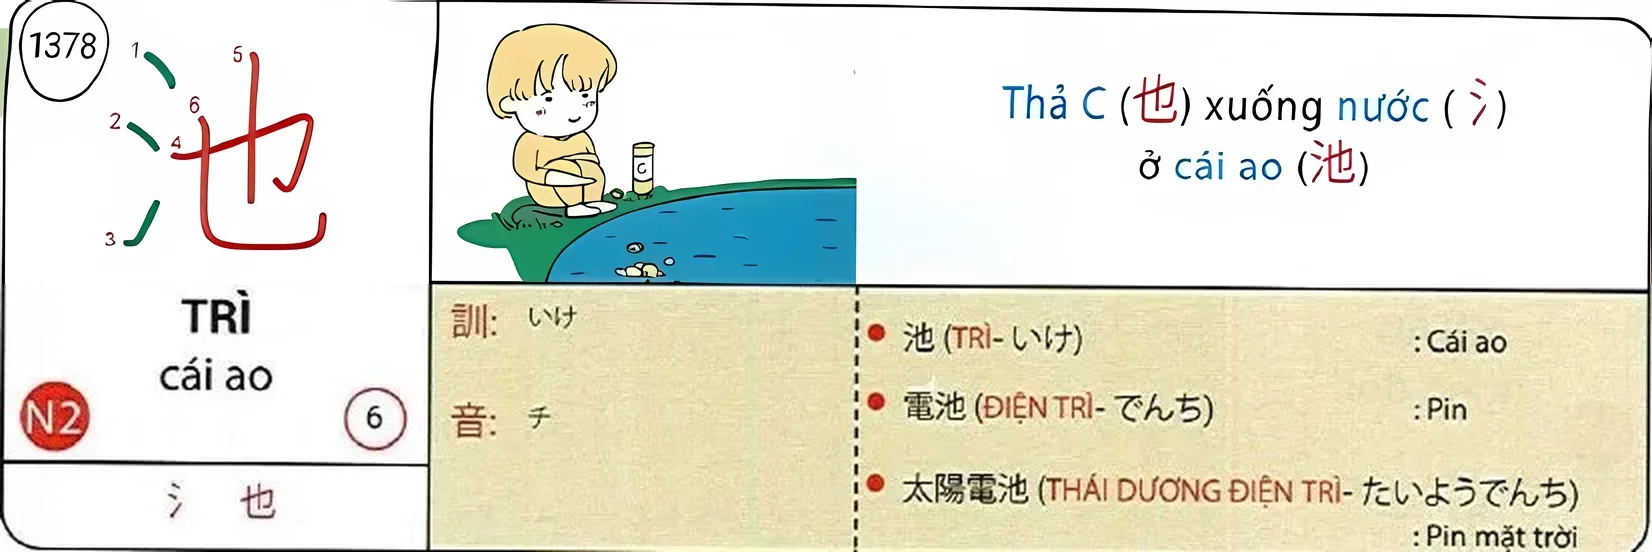 1378
1
2
3
4
5
6
TRÌ
cái ao
N2
6
氵 也
C
Thả C (也) xuống nước (氵)
ở cái ao (池)
訓: いけ
音: チ
● 池 (TRÌ- いけ) : Cái ao
● 電池 (ĐIỆN TRÌ- でんち) : Pin
● 太陽電池 (THÁI DƯƠNG ĐIỆN TRÌ- たいようでんち)
: Pin mặt trời